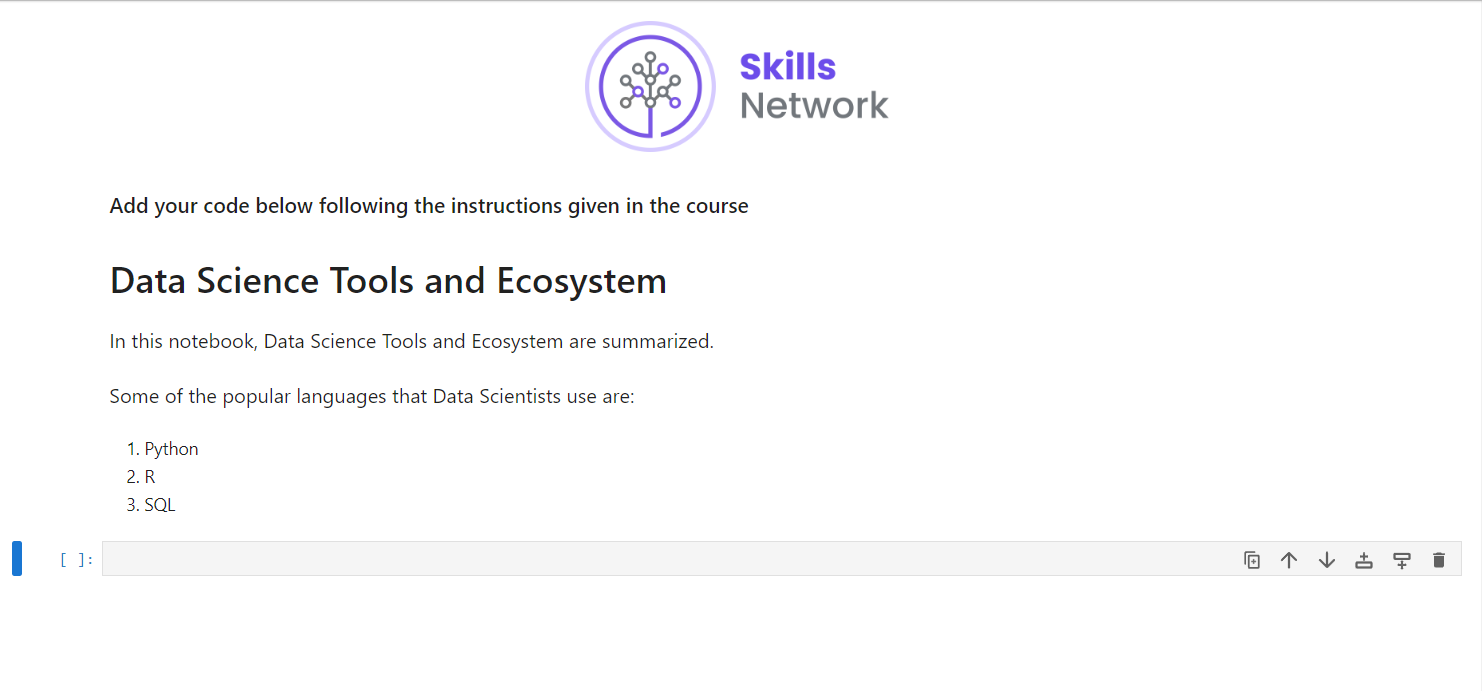 Skills
Network
Add your code below following the instructions given in the course
Data Science Tools and Ecosystem
In this notebook, Data Science Tools and Ecosystem are summarized.
Some of the popular languages that Data Scientists use are:
1. Python
2. R
3. SQL
[ ]: